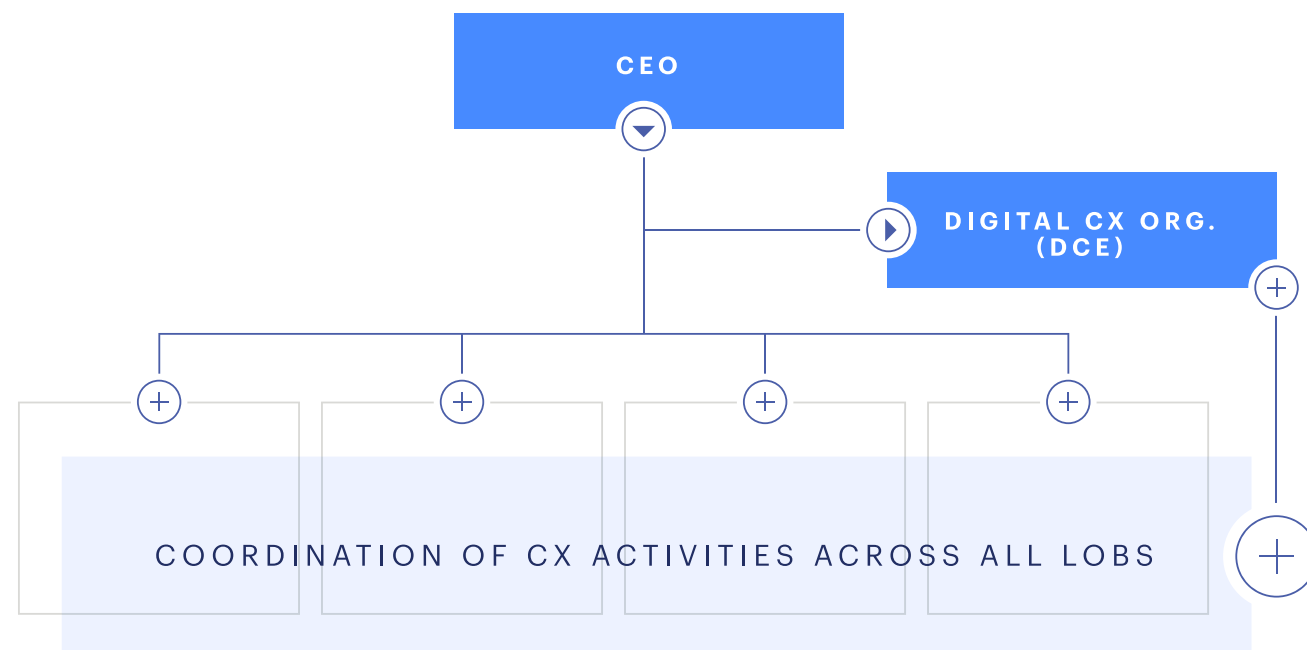 CEO
DIGITAL CX ORG.
(DCE)
COORDINATION OF CX ACTIVITIES ACROSS ALL LOBS